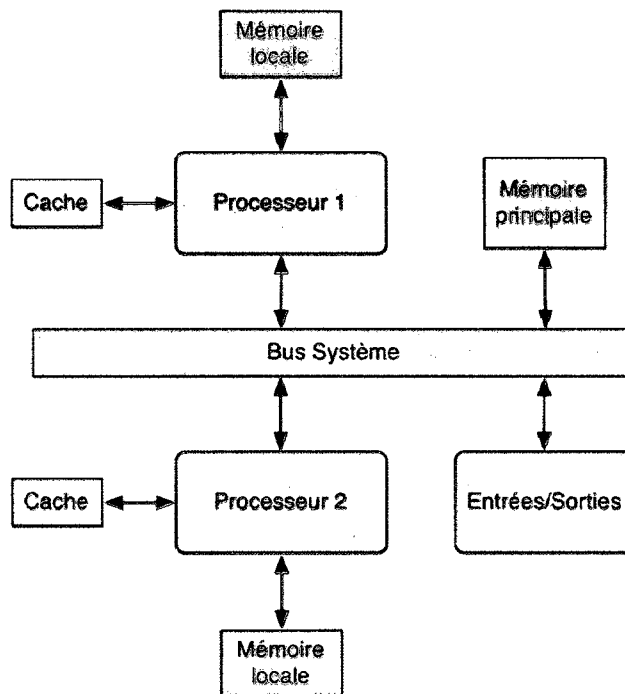 Mémoire
locale
Cache
Processeur 1
Mémoire
principale
Bus Système
Cache
Processeur 2
Entrées/Sorties
Mémoire
locale